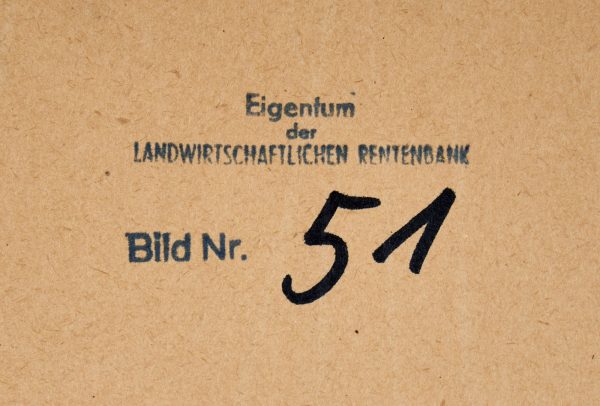 Eigentum
der
LANDWIRTSCHAFTLICHEN RENTENBANK
Bild Nr. 51